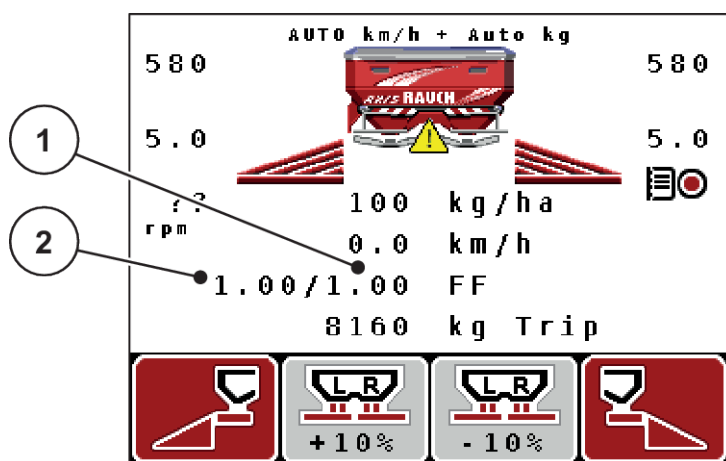 AUTO km/h + Auto kg
580 580
AXIS RAUCH
1 5.0 5.0
?? 100 kg/ha
rpm
2 0.0 km/h
1.00/1.00 FF
8160 kg Trip
L R L R
+10% -10%